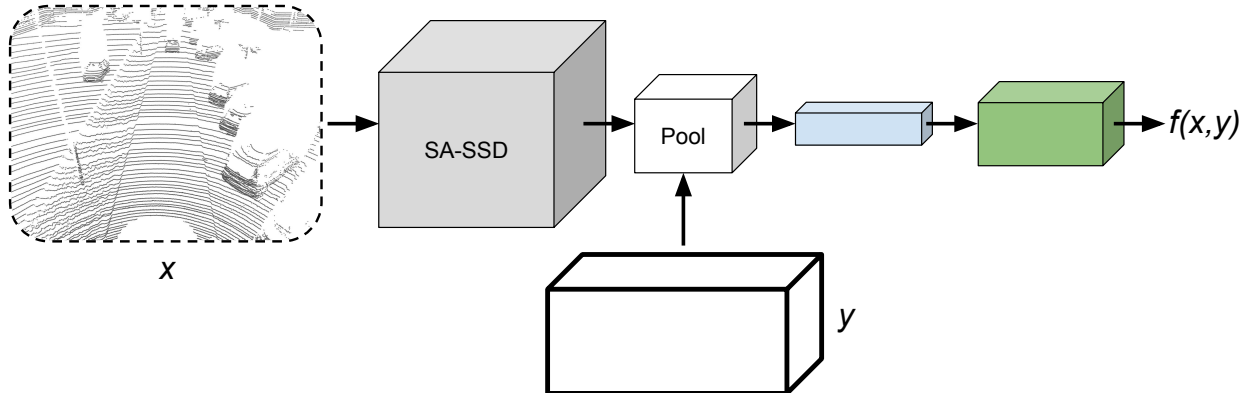 SA-SSD
Pool
f(x,y)
x
y